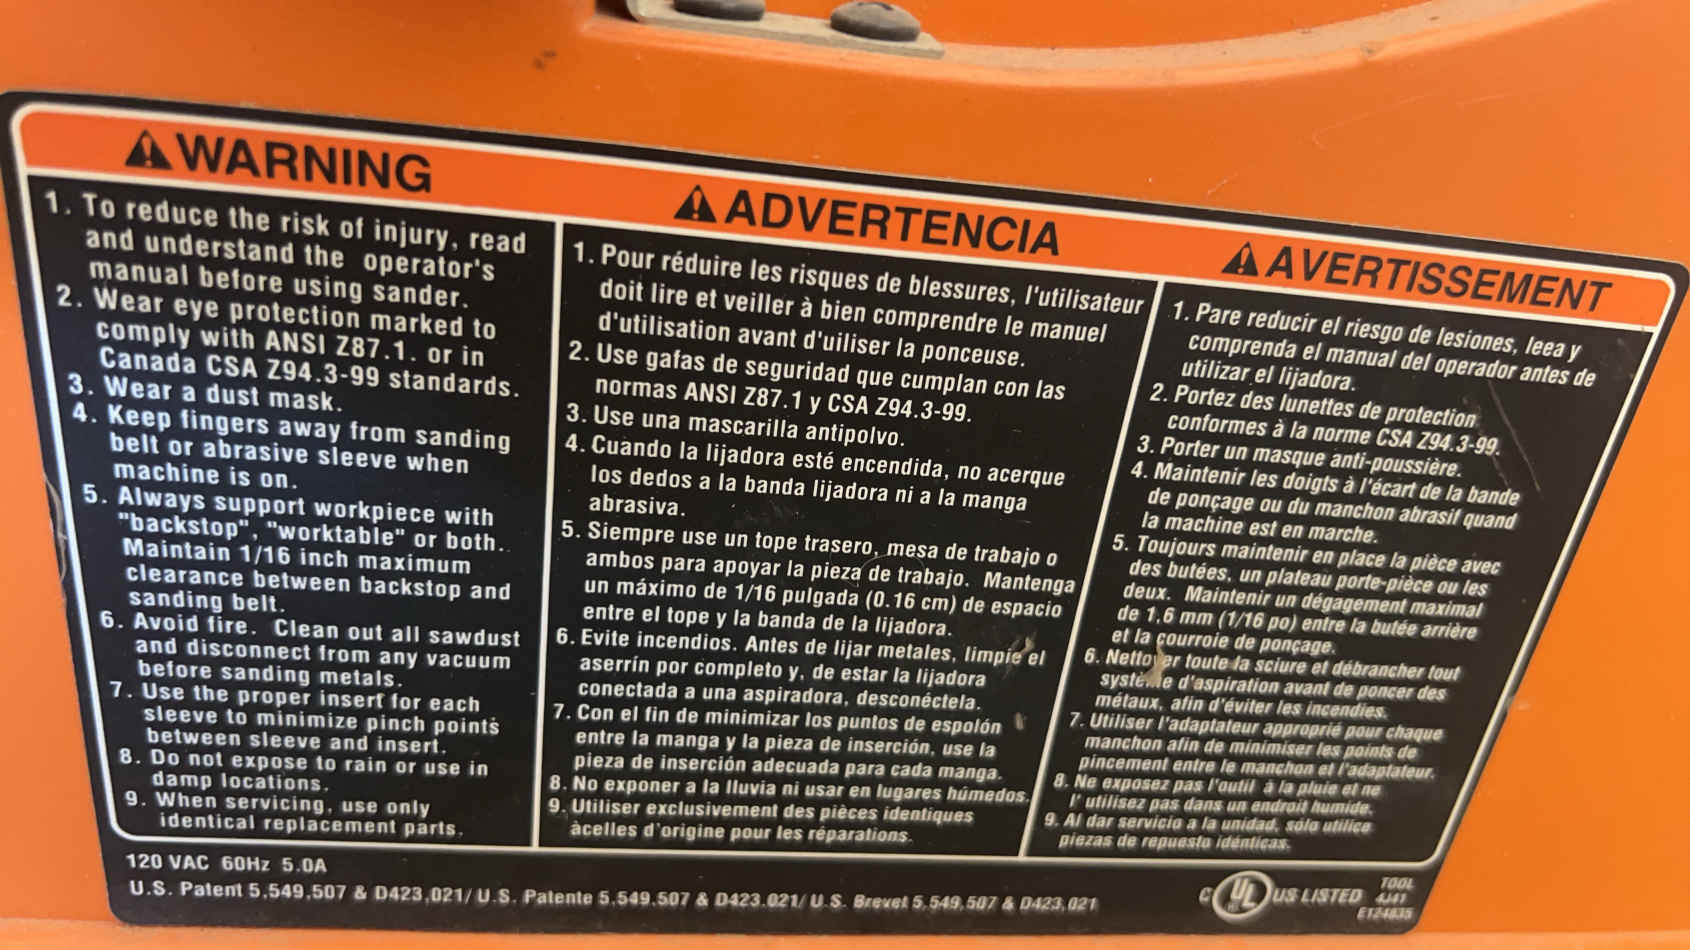 WARNING
1. To reduce the risk of injury, read
and understand the operator's
manual before using sander.
2. Wear eye protection marked to
comply with ANSI Z87.1. or in
Canada CSA Z94.3-99 standards.
3. Wear a dust mask.
4. Keep fingers away from sanding
belt or abrasive sleeve when
machine is on.
5. Always support workpiece with
"backstop", "worktable" or both..
Maintain 1/16 inch maximum
clearance between backstop and
sanding belt.
6. Avoid fire. Clean out all sawdust
and disconnect from any vacuum
before sanding metals.
7. Use the proper insert for each
sleeve to minimize pinch points
between sleeve and insert.
8. Do not expose to rain or use in
damp locations.
9. When servicing, use only
identical replacement parts.
ADVERTENCIA
1. Pour réduire les risques de blessures, l'utilisateur
doit lire et veiller à bien comprendre le manuel
d'utilisation avant d'uiliser la ponceuse.
2. Use gafas de seguridad que cumplan con las
normas ANSI Z87.1 y CSA Z94.3-99.
3. Use una mascarilla antipolvo.
4. Cuando la lijadora esté encendida, no acerque
los dedos a la banda lijadora ni a la manga
abrasiva.
5. Siempre use un tope trasero, mesa de trabajo o
ambos para apoyar la pieza de trabajo. Mantenga
un máximo de 1/16 pulgada (0.16 cm) de espacio
entre el tope y la banda de la lijadora.
6. Evite incendios. Antes de lijar metales, limpie el
aserrín por completo y, de estar la lijadora
conectada a una aspiradora, desconéctela.
7. Con el fin de minimizar los puntos de espolón
entre la manga y la pieza de inserción, use la
pieza de inserción adecuada para cada manga.
8. No exponer a la lluvia ni usar en lugares húmedos.
9. Utiliser exclusivement des pièces identiques
àcelles d'origine pour les réparations.
AVERTISSEMENT
1. Pare reducir el riesgo de lesiones, leea y
comprenda el manual del operador antes de
utilizar el lijadora.
2. Portez des lunettes de protection
conformes à la norme CSA Z94.3-99.
3. Porter un masque anti-poussière.
4. Maintenir les doigts à l'écart de la bande
de ponçage ou du manchon abrasif quand
la machine est en marche.
5. Toujours maintenir en place la pièce avec
des butées, un plateau porte-pièce ou les
deux. Maintenir un dégagement maximal
de 1.6 mm (1/16 po) entre la butée arrière
et la courroie de ponçage.
6. Nettoyer toute la sciure et débrancher tout
système d'aspiration avant de poncer des
métaux, afin d'éviter les incendies.
7. Utiliser l'adaptateur approprié pour chaque
manchon afin de minimiser les points de
pincement entre le manchon et l'adaptateur.
8. Ne exposez pas l'outil à la pluie et ne
l' utilisez pas dans un endroit humide.
9. Al dar servicio a la unidad, sólo utilice
piezas de repuesto idénticas.
120 VAC 60Hz 5.0A
U.S. Patent 5,549,507 & D423,021/ U.S. Patente 5,549,507 & D423,021/ U.S. Brevet 5,549,507 & D423,021
C UL US LISTED
TOOL
4J41
E124835